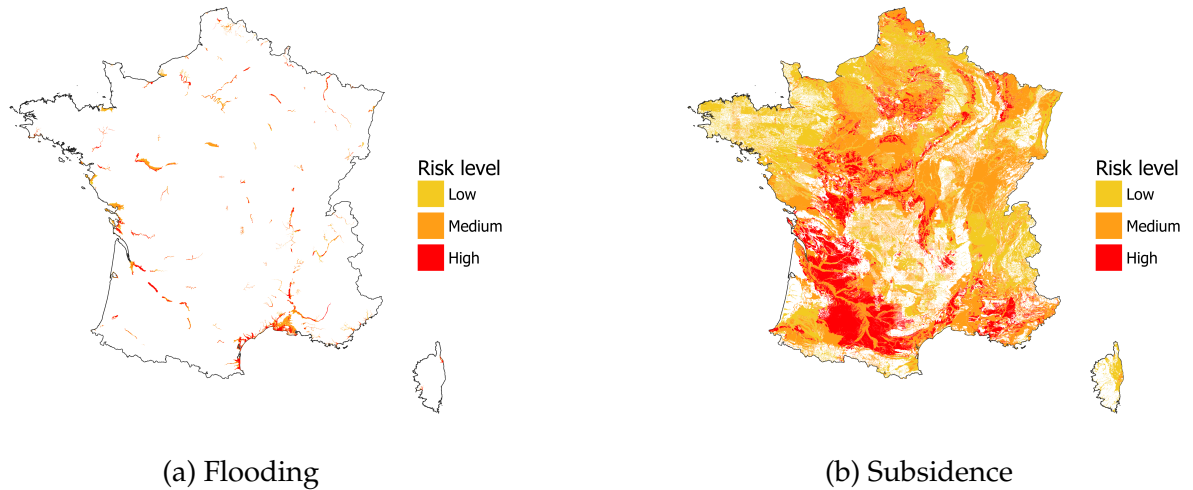 Risk level
Low
Medium
High
(a) Flooding
Risk level
Low
Medium
High
(b) Subsidence